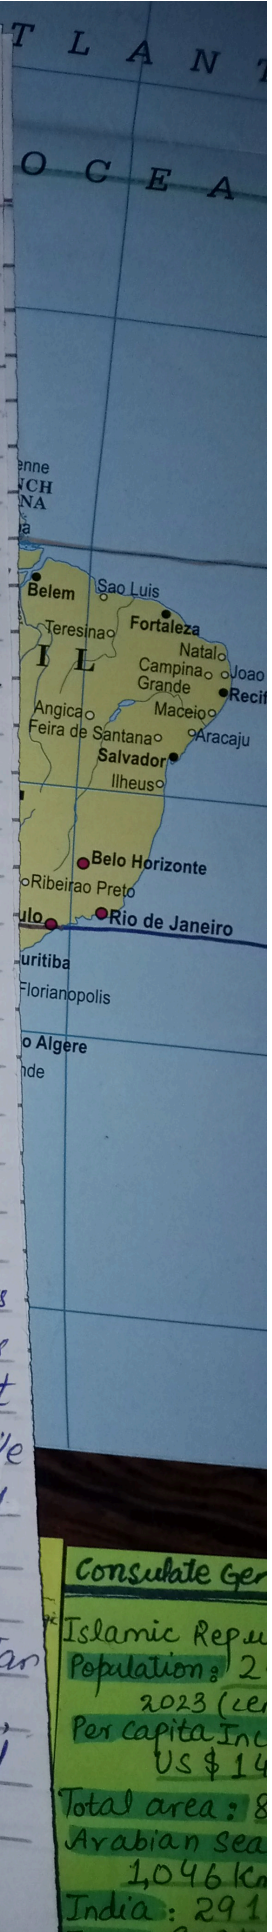 T L A N T
O C E A
enne
NCH
NA
Belem
Sao Luis
Teresina
Fortaleza
I L
Natal
Campina
Grande
Joao
Recif
Angica
Maceio
Feira de Santana
Aracaju
Salvador
Ilheus
Belo Horizonte
Ribeirao Preto
ulo
Rio de Janeiro
uritiba
Florianopolis
o Algere
nde
Consulate Ger
Islamic Repu
Population: 2
2023 (cen
Per capita Inc
US $ 14
Total area: 8
Arabian Sea
1,046 Km
India: 291